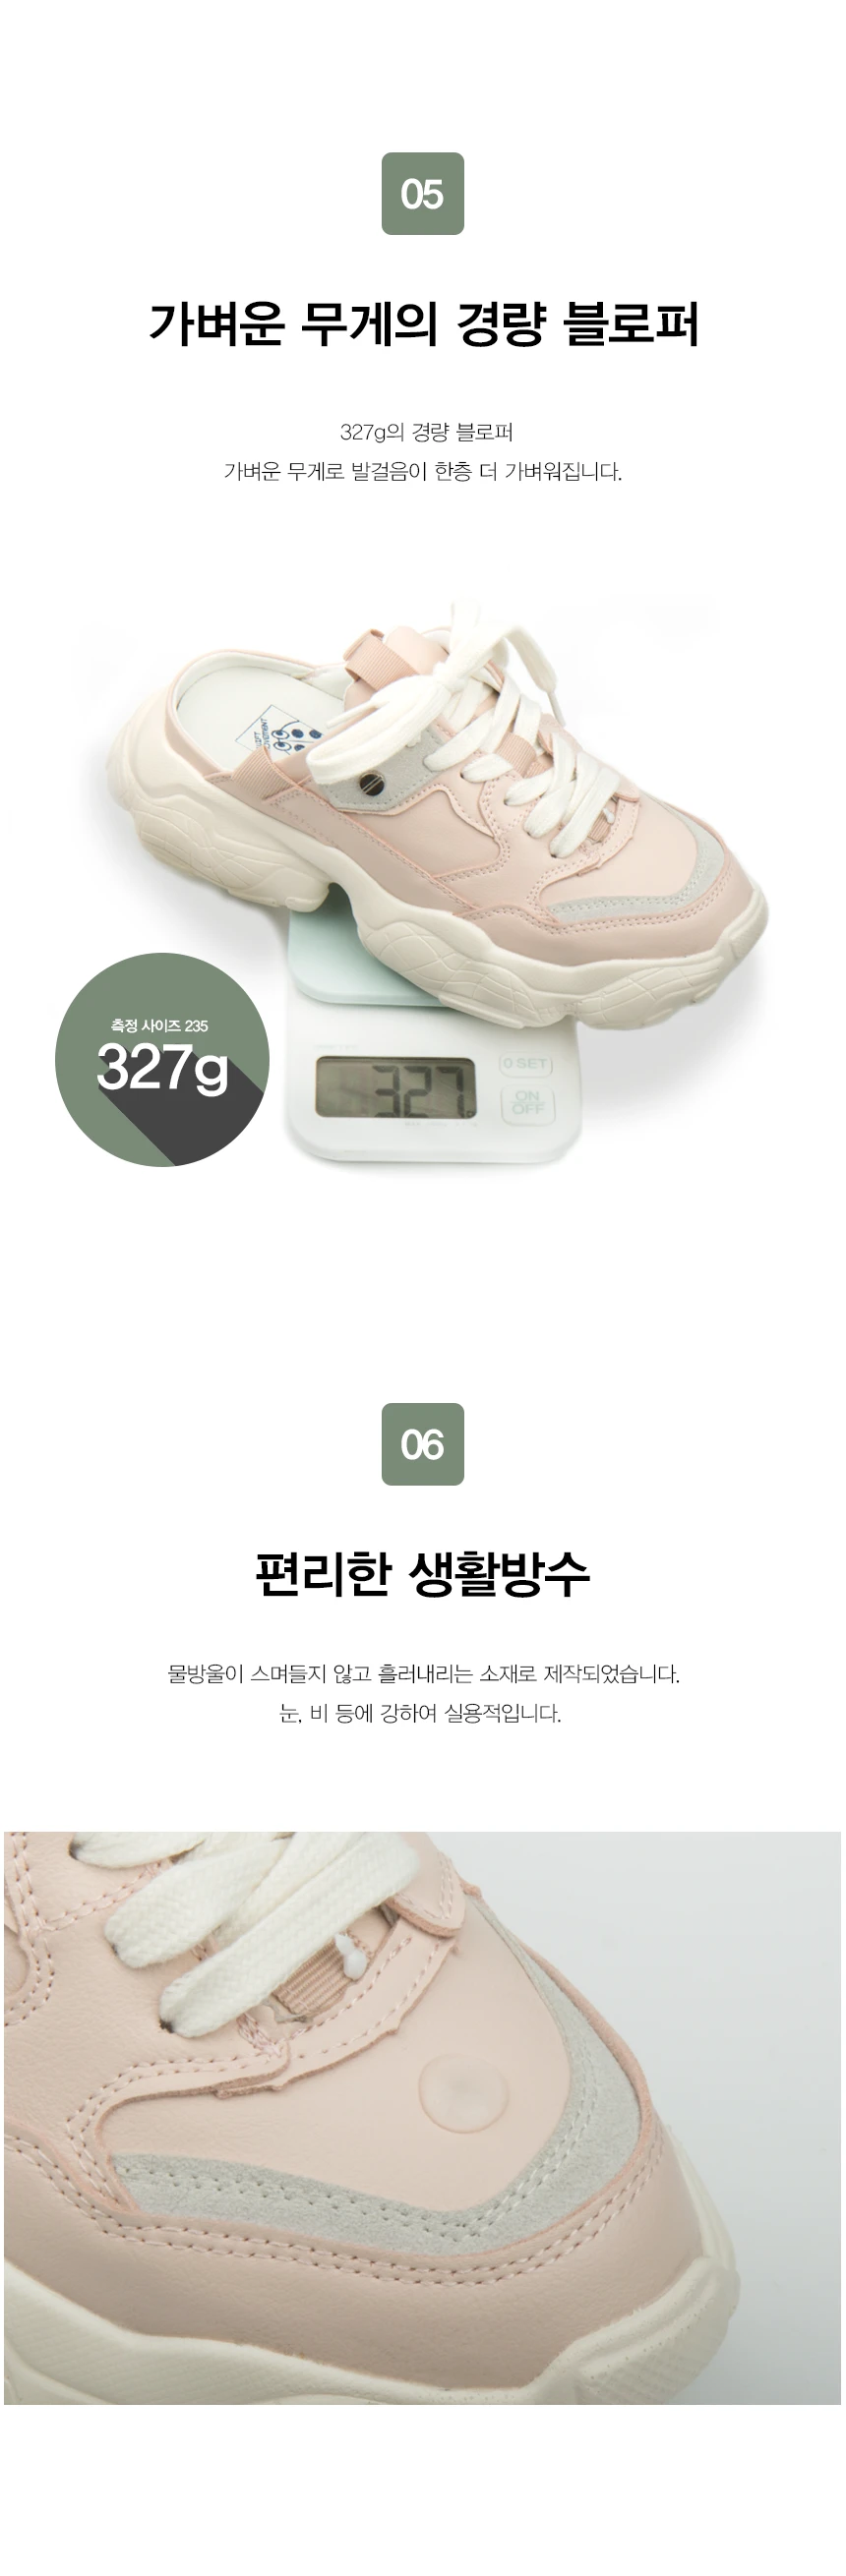 05
가벼운 무게의 경량 블로퍼
327g의 경량 블로퍼
가벼운 무게로 발걸음이 한층 더 가벼워집니다.
측정 사이즈 235
327g
327
0 SET
ON
OFF
06
편리한 생활방수
물방울이 스며들지 않고 흘러내리는 소재로 제작되었습니다.
눈, 비 등에 강하여 실용적입니다.